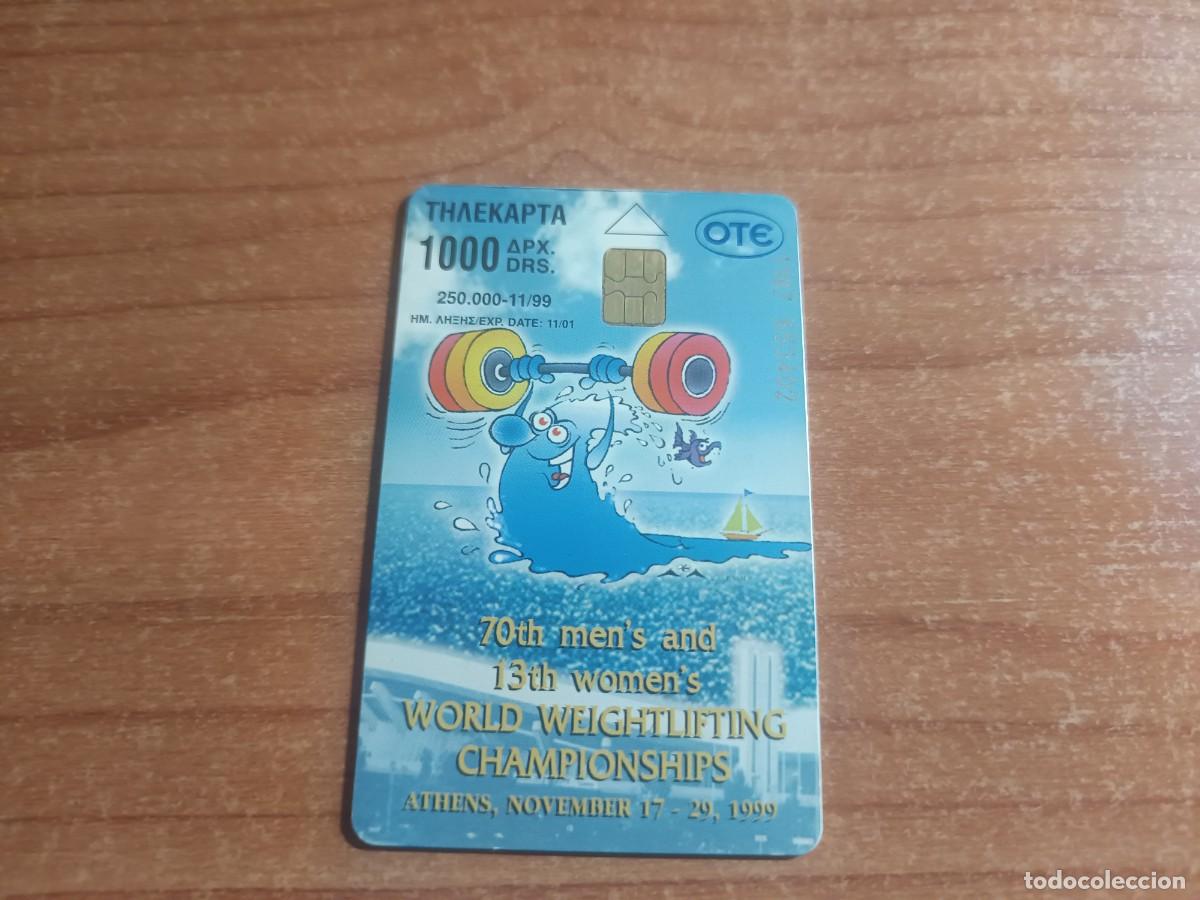 ΤΗΛΕΚΑΡΤΑ
OTE
1000 ΔΡΧ. DRS.
250.000-11/99
ΗΜ. ΛΗΞΗΣ/EXP. DATE: 11/01
70th men's and
13th women's
WORLD WEIGHTLIFTING
CHAMPIONSHIPS
ATHENS, NOVEMBER 17 - 29, 1999
todocoleccion